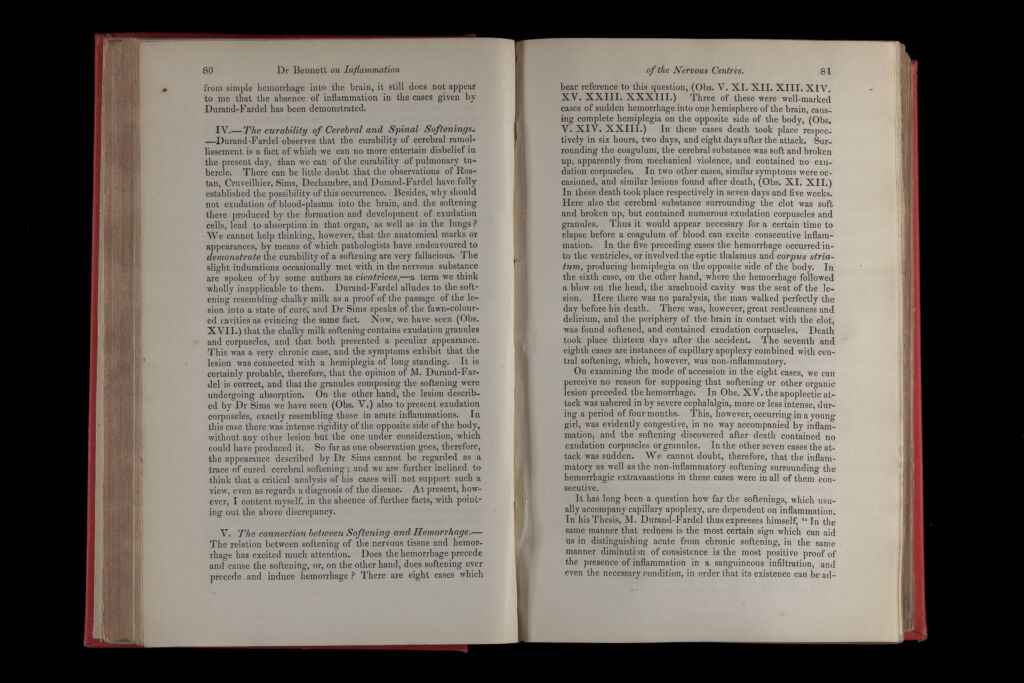 80 Dr Bennett on Inflammation
from simple hemorrhage into the brain, it still does not appear
to me that the absence of inflammation in the cases given by
Durand-Fardel has been demonstrated.
IV.—The curability of Cerebral and Spinal Softenings.
—Durand-Fardel observes that the curability of cerebral ramol-
lissement is a fact of which we can no more entertain disbelief in
the present day, than we can of the curability of pulmonary tu-
bercle. There can be little doubt that the observations of Ros-
tan, Cruveilhier, Sims, Dechambre, and Durand-Fardel have fully
established the possibility of this occurrence. Besides, why should
not exudation of blood-plasma into the brain, and the softening
there produced by the formation and development of exudation
cells, lead to absorption in that organ, as well as in the lungs?
We cannot help thinking, however, that the anatomical marks or
appearances, by means of which pathologists have endeavoured to
demonstrate the curability of a softening are very fallacious. The
slight indurations occasionally met with in the nervous substance
are spoken of by some authors as cicatrices,—a term we think
wholly inapplicable to them. Durand-Fardel alludes to the soft-
ening resembling chalky milk as a proof of the passage of the le-
sion into a state of cure, and Dr Sims speaks of the fawn-colour-
ed cavities as evincing the same fact. Now, we have seen (Obs.
XVII.) that the chalky milk softening contains exudation granules
and corpuscles, and that both presented a peculiar appearance.
This was a very chronic case, and the symptoms exhibit that the
lesion was connected with a hemiplegia of long standing. It is
certainly probable, therefore, that the opinion of M. Durand-Far-
del is correct, and that the granules composing the softening were
undergoing absorption. On the other hand, the lesion describ-
ed by Dr Sims we have seen (Obs. V.) also to present exudation
corpuscles, exactly resembling those in acute inflammations. In
this case there was intense rigidity of the opposite side of the body,
without any other lesion but the one under consideration, which
could have produced it. So far as one observation goes, therefore,
the appearance described by Dr Sims cannot be regarded as a
trace of cured cerebral softening; and we are further inclined to
think that a critical analysis of his cases will not support such a
view, even as regards a diagnosis of the disease. At present, how-
ever, I content myself, in the absence of further facts, with point-
ing out the above discrepancy.
V. The connection between Softening and Hemorrhage.—
The relation between softening of the nervous tissue and hemor-
rhage has excited much attention. Does the hemorrhage precede
and cause the softening, or, on the other hand, does softening ever
precede and induce hemorrhage? There are eight cases which
of the Nervous Centres. 81
bear reference to this question, (Obs. V. XI. XII. XIII. XIV.
XV. XXIII. XXXIII.) Three of these were well-marked
cases of sudden hemorrhage into one hemisphere of the brain, caus-
ing complete hemiplegia on the opposite side of the body, (Obs.
V. XIV. XXIII.) In these cases death took place respec-
tively in six hours, two days, and eight days after the attack. Sur-
rounding the coagulum, the cerebral substance was soft and broken
up, apparently from mechanical violence, and contained no exu-
dation corpuscles. In two other cases, similar symptoms were oc-
casioned, and similar lesions found after death, (Obs. XI. XII.)
In these death took place respectively in seven days and five weeks.
Here also the cerebral substance surrounding the clot was soft
and broken up, but contained numerous exudation corpuscles and
granules. Thus it would appear necessary for a certain time to
elapse before a coagulum of blood can excite consecutive inflam-
mation. In the five preceding cases the hemorrhage occurred in-
to the ventricles, or involved the optic thalamus and corpus stria-
tum, producing hemiplegia on the opposite side of the body. In
the sixth case, on the other hand, where the hemorrhage followed
a blow on the head, the arachnoid cavity was the seat of the le-
sion. Here there was no paralysis, the man walked perfectly the
day before his death. There was, however, great restlessness and
delirium, and the periphery of the brain in contact with the clot,
was found softened, and contained exudation corpuscles. Death
took place thirteen days after the accident. The seventh and
eighth cases are instances of capillary apoplexy combined with cen-
tral softening, which, however, was non-inflammatory.
On examining the mode of accession in the eight cases, we can
perceive no reason for supposing that softening or other organic
lesion preceded the hemorrhage. In Obs. XV. the apoplectic at-
tack was ushered in by severe cephalalgia, more or less intense, dur-
ing a period of four months. This, however, occurring in a young
girl, was evidently congestive, in no way accompanied by inflam-
mation, and the softening discovered after death contained no
exudation corpuscles or granules. In the other seven cases the at-
tack was sudden. We cannot doubt, therefore, that the inflam-
matory as well as the non-inflammatory softening surrounding the
hemorrhagic extravasations in these cases were in all of them con-
secutive.
It has long been a question how far the softenings, which usu-
ally accompany capillary apoplexy, are dependent on inflammation.
In his Thesis, M. Durand-Fardel thus expresses himself, “ In the
same manner that redness is the most certain sign which can aid
us in distinguishing acute from chronic softening, in the same
manner diminution of consistence is the most positive proof of
the presence of inflammation in a sanguineous infiltration, and
even the necessary condition, in order that its existence can be ad-